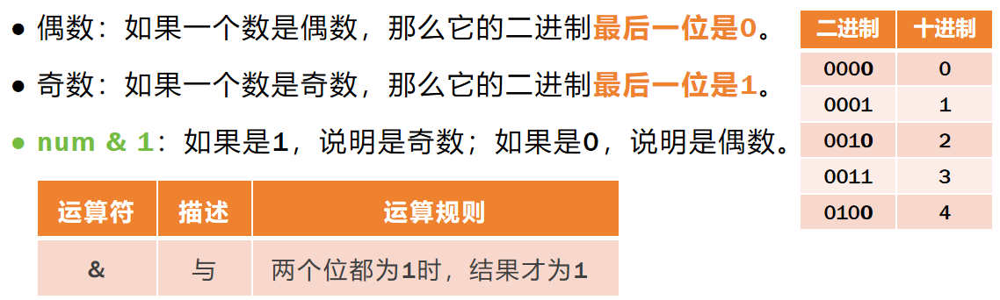 ● 偶数：如果一个数是偶数，那么它的二进制最后一位是0。
● 奇数：如果一个数是奇数，那么它的二进制最后一位是1。
● num & 1：如果是1，说明是奇数；如果是0，说明是偶数。
运算符 描述 运算规则
& 与 两个位都为1时，结果才为1
二进制 十进制
0000 0
0001 1
0010 2
0011 3
0100 4